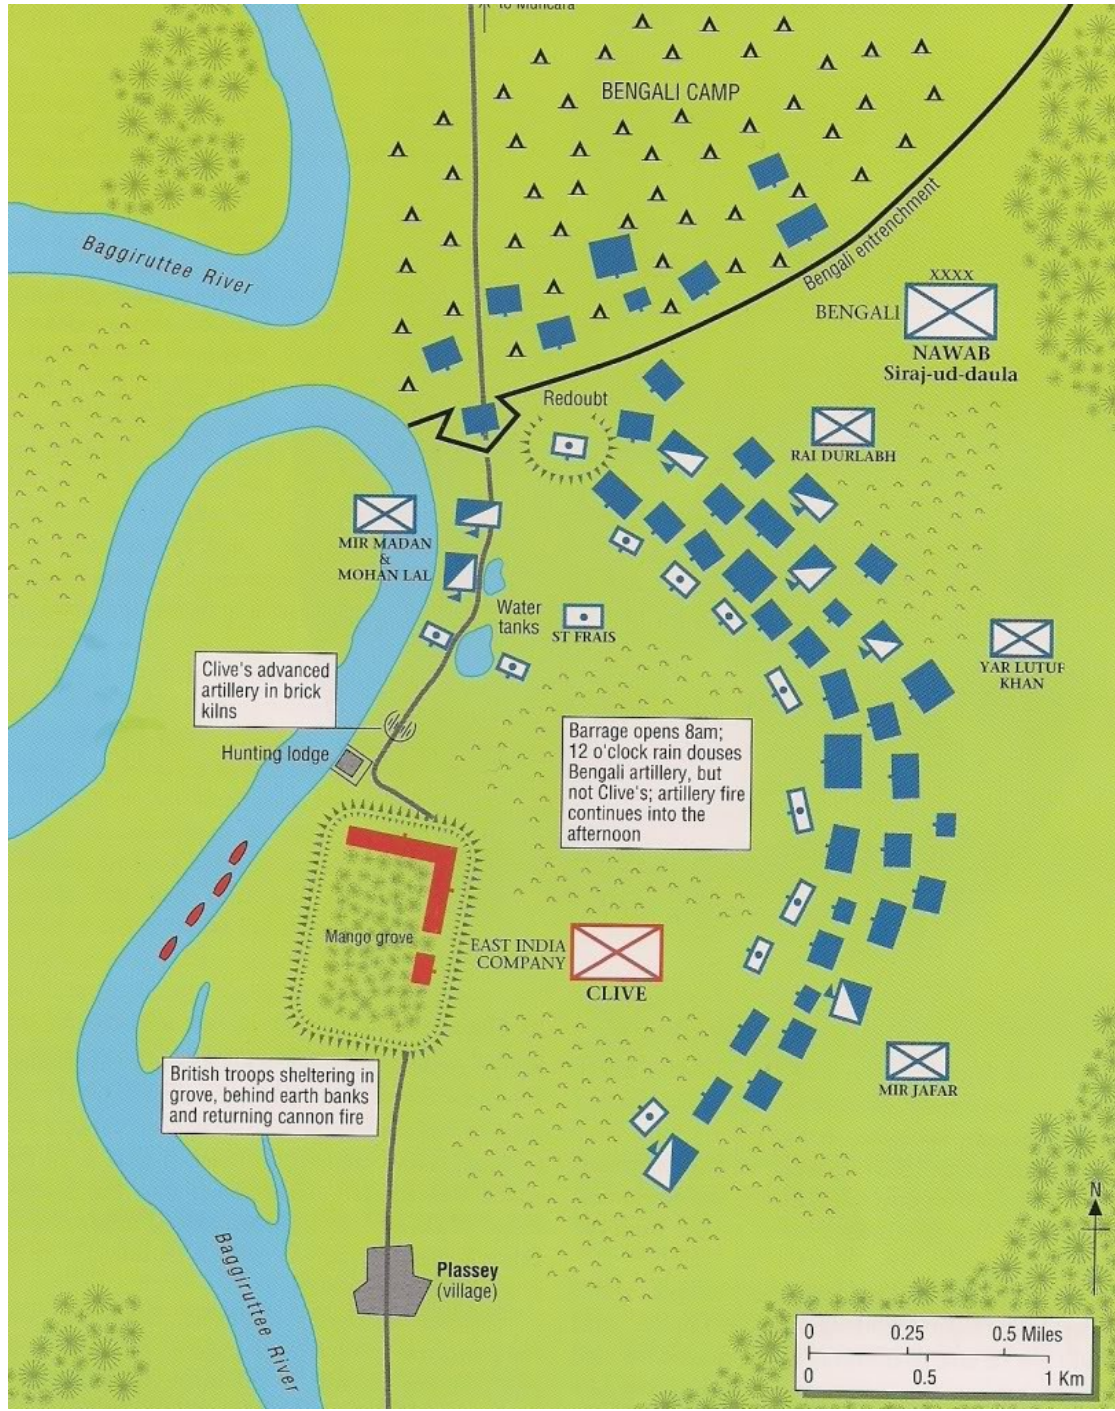 to Muncara
BENGALI CAMP
Baggiruttee River
Bengali entrenchment
XXXX
BENGALI
NAWAB
Siraj-ud-daula
Redoubt
RAI DURLABH
MIR MADAN
&
MOHAN LAL
Water
tanks
ST FRAIS
YAR LUTUF
KHAN
Clive's advanced
artillery in brick
kilns
Hunting lodge
Barrage opens 8am;
12 o'clock rain douses
Bengali artillery, but
not Clive's; artillery fire
continues into the
afternoon
Mango grove
EAST INDIA
COMPANY
CLIVE
British troops sheltering in
grove, behind earth banks
and returning cannon fire
MIR JAFAR
N
Baggiruttee River
Plassey
(village)
0 0.25 0.5 Miles
0 0.5 1 Km